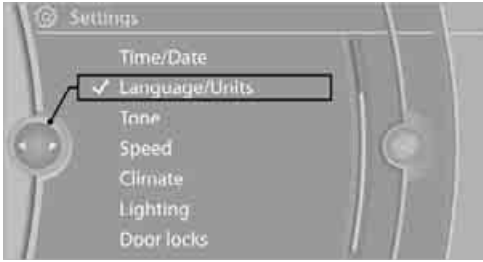 Settings
Time/Date
Language/Units
Tone
Speed
Climate
Lighting
Door locks